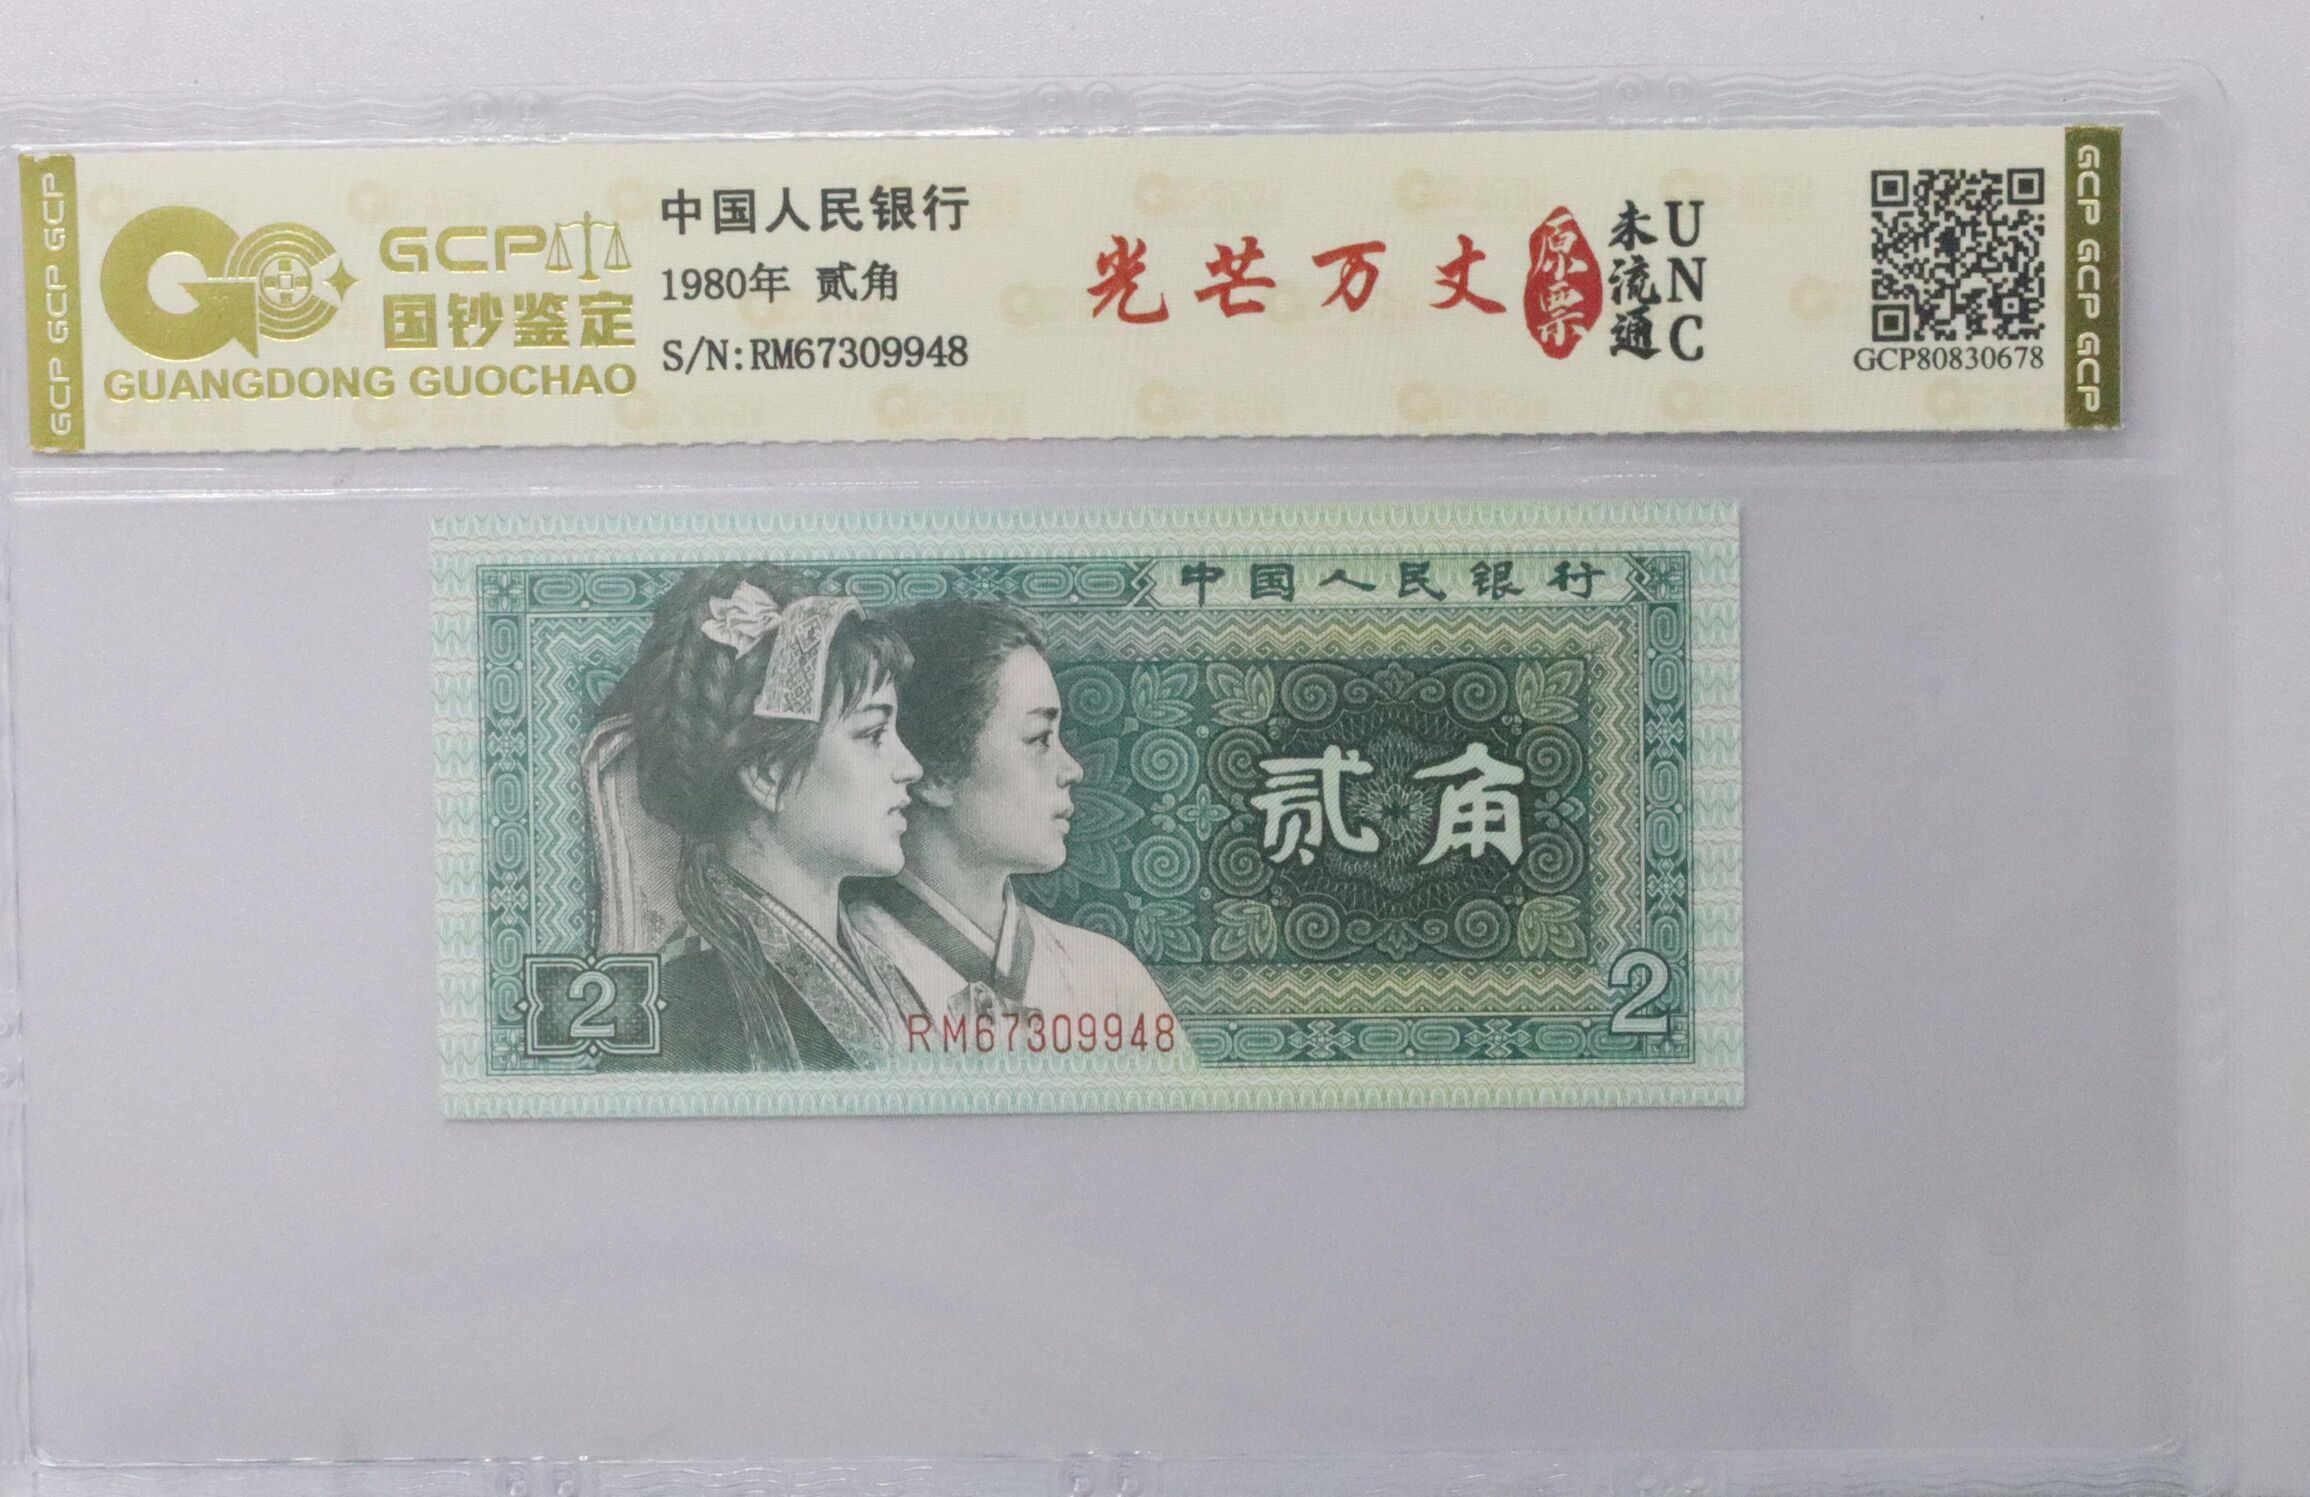 GCP GCP GCP
GCP
国钞鉴定
GUANGDONG GUOCHAO
中国人民银行
1980年 贰角
S/N:RM67309948
光芒万丈
原票
未流通
UNC
GCP80830678
GCP GCP GCP
中国人民银行
贰角
2
2
RM67309948